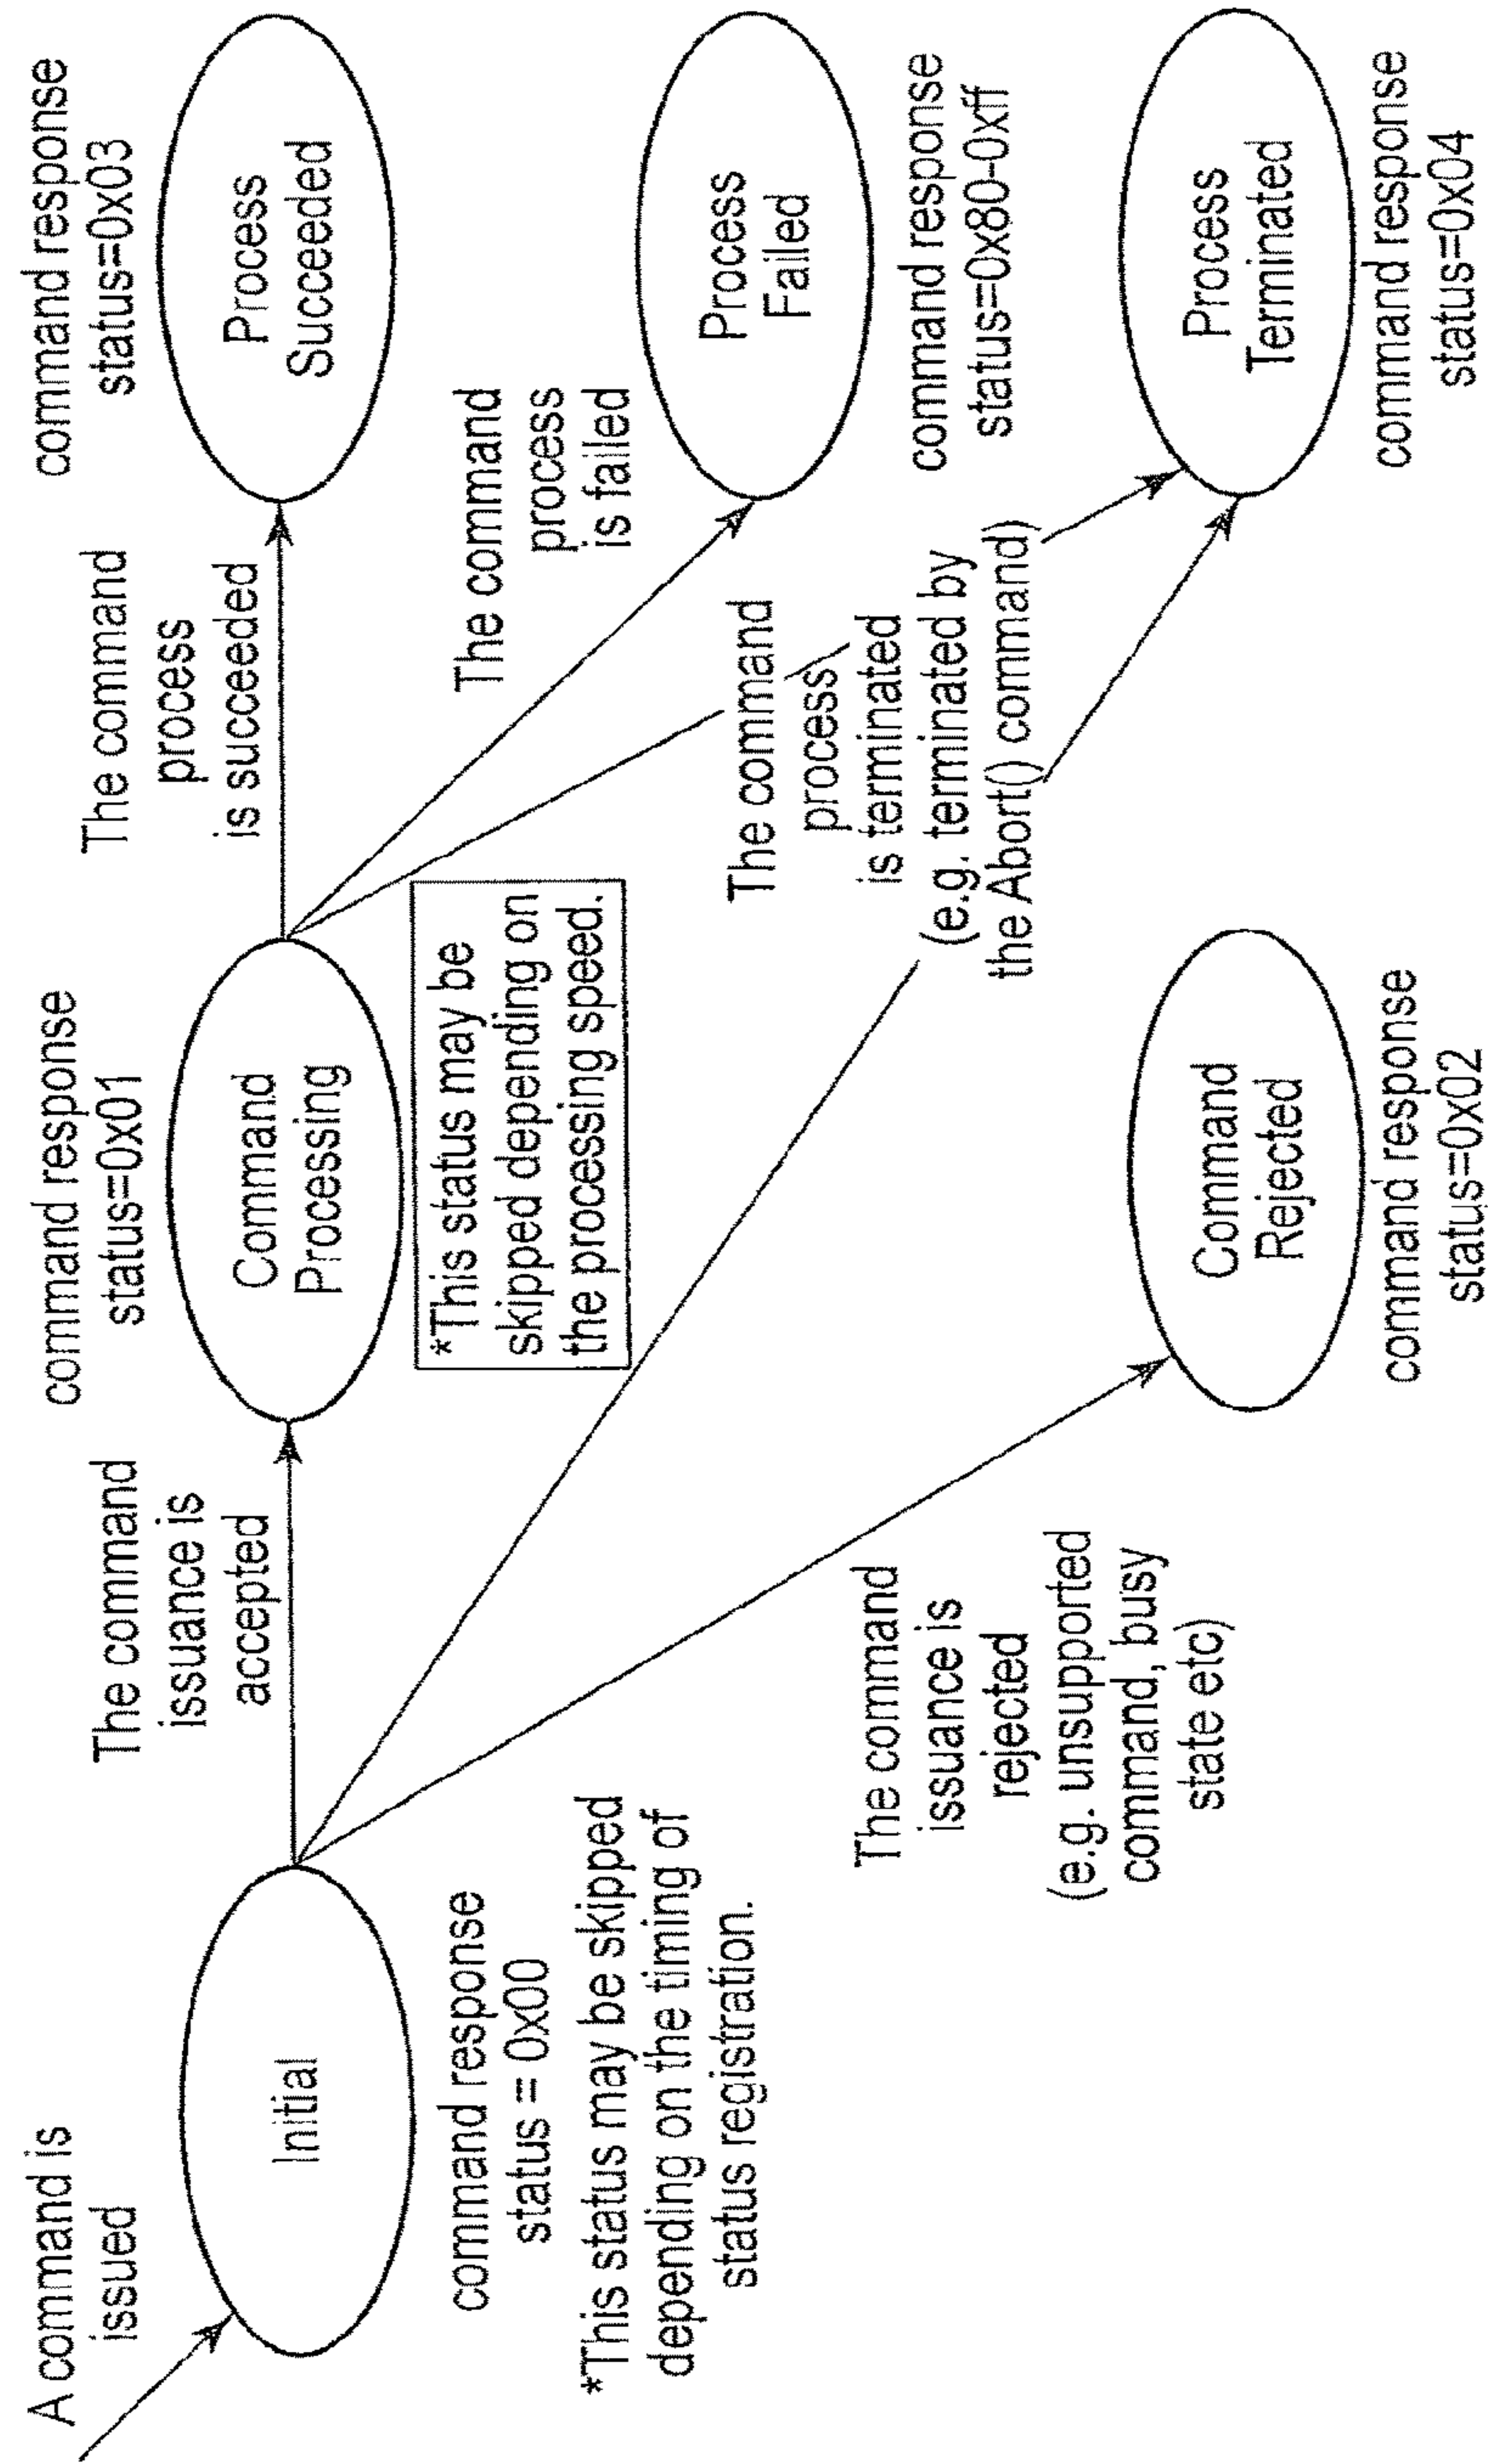 A command is
issued
Initial
command response
status = 0x00
*This status may be skipped
depending on the timing of
status registration.
The command
issuance is
accepted
The command
issuance is
rejected
(e.g. unsupported
command, busy
state etc)
command response
status=0x01
Command
Processing
*This status may be
skipped depending on
the processing speed.
Command
Rejected
command response
status=0x02
The command
process
is succeeded
The command
process
is failed
The command
process
is terminated
(e.g. terminated by
the Abort() command)
command response
status=0x03
Process
Succeeded
Process
Failed
command response
status=0x80-0xff
Process
Terminated
command response
status=0x04